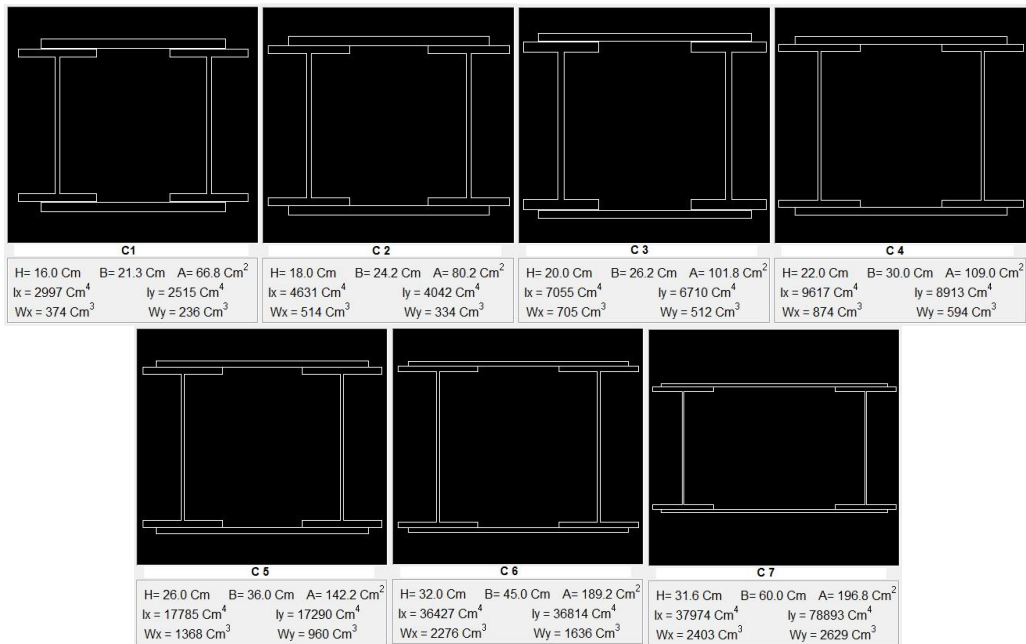 C1
H= 16.0 Cm B= 21.3 Cm A= 66.8 Cm²
Ix = 2997 Cm⁴ Iy = 2515 Cm⁴
Wx = 374 Cm³ Wy = 236 Cm³
C 2
H= 18.0 Cm B= 24.2 Cm A= 80.2 Cm²
Ix = 4631 Cm⁴ Iy = 4042 Cm⁴
Wx = 514 Cm³ Wy = 334 Cm³
C 3
H= 20.0 Cm B= 26.2 Cm A= 101.8 Cm²
Ix = 7055 Cm⁴ Iy = 6710 Cm⁴
Wx = 705 Cm³ Wy = 512 Cm³
C 4
H= 22.0 Cm B= 30.0 Cm A= 109.0 Cm²
Ix = 9617 Cm⁴ Iy = 8913 Cm⁴
Wx = 874 Cm³ Wy = 594 Cm³
C 5
H= 26.0 Cm B= 36.0 Cm A= 142.2 Cm²
Ix = 17785 Cm⁴ Iy = 17290 Cm⁴
Wx = 1368 Cm³ Wy = 960 Cm³
C 6
H= 32.0 Cm B= 45.0 Cm A= 189.2 Cm²
Ix = 36427 Cm⁴ Iy = 36814 Cm⁴
Wx = 2276 Cm³ Wy = 1636 Cm³
C 7
H= 31.6 Cm B= 60.0 Cm A= 196.8 Cm²
Ix = 37974 Cm⁴ Iy = 78893 Cm⁴
Wx = 2403 Cm³ Wy = 2629 Cm³